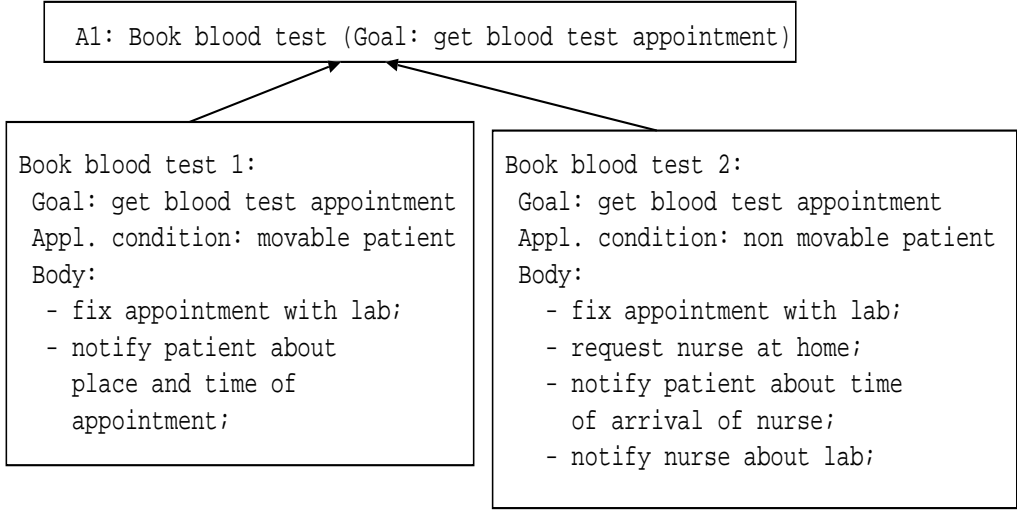 A1: Book blood test (Goal: get blood test appointment)
Book blood test 1:
Goal: get blood test appointment
Appl. condition: movable patient
Body:
- fix appointment with lab;
- notify patient about
place and time of
appointment;
Book blood test 2:
Goal: get blood test appointment
Appl. condition: non movable patient
Body:
- fix appointment with lab;
- request nurse at home;
- notify patient about time
of arrival of nurse;
- notify nurse about lab;